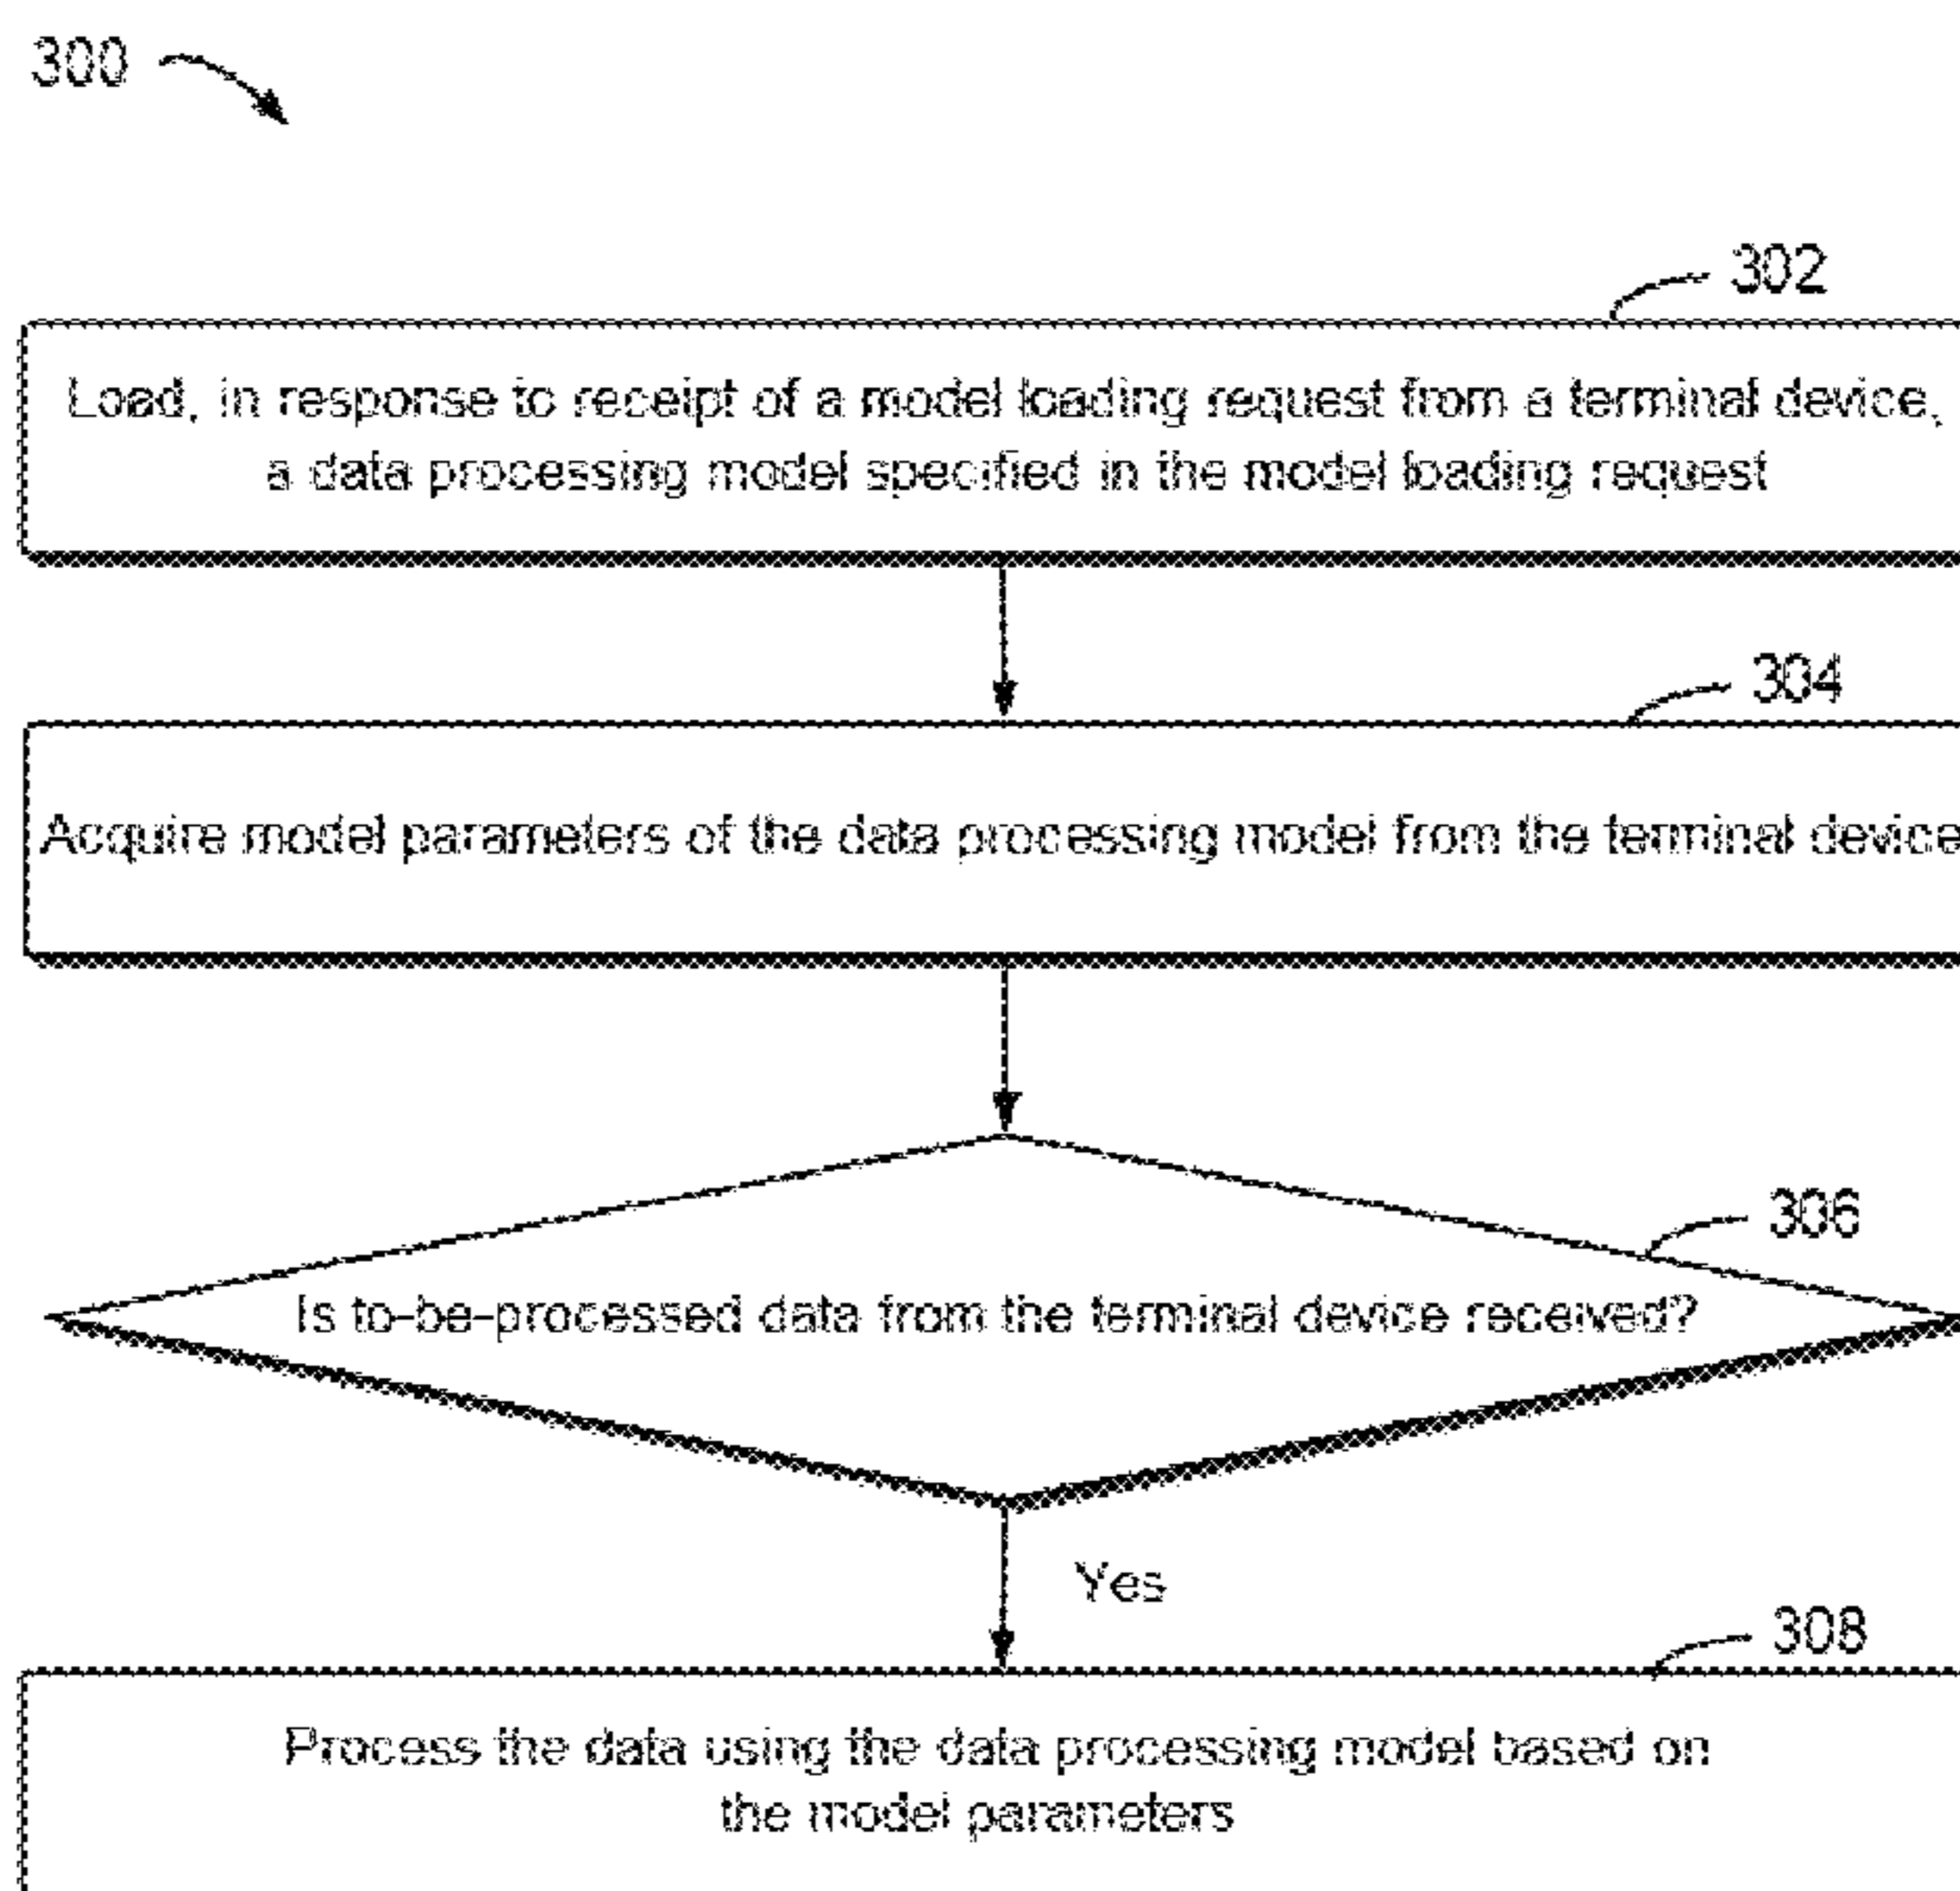 300
302
Load, in response to receipt of a model loading request from a terminal device,
a data processing model specified in the model loading request
304
Acquire model parameters of the data processing model from the terminal device
306
Is to-be-processed data from the terminal device received?
Yes
308
Process the data using the data processing model based on
the model parameters